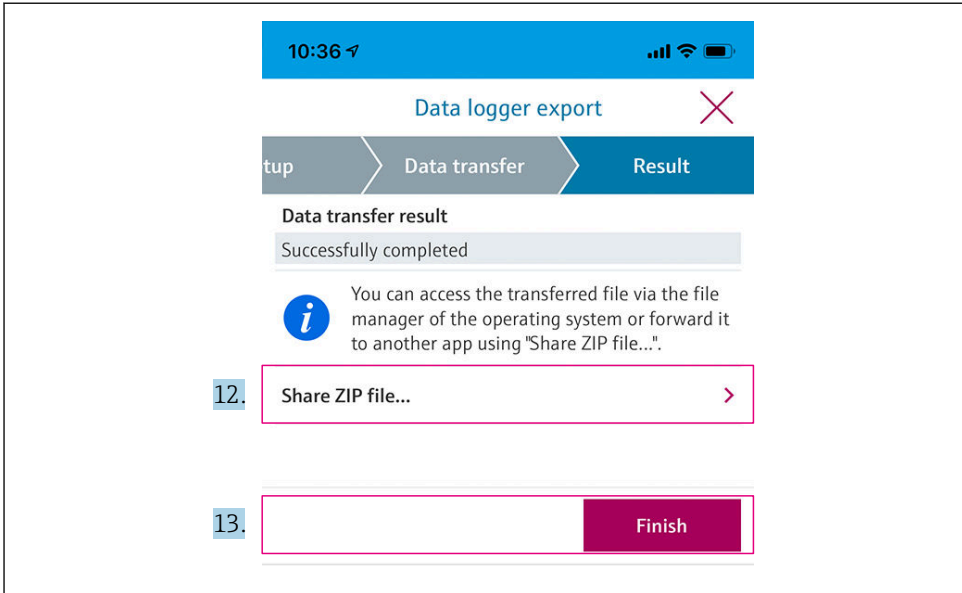 10:36
Data logger export
tup Data transfer Result
Data transfer result
Successfully completed
You can access the transferred file via the file
manager of the operating system or forward it
to another app using "Share ZIP file...".
12. Share ZIP file...
13. Finish